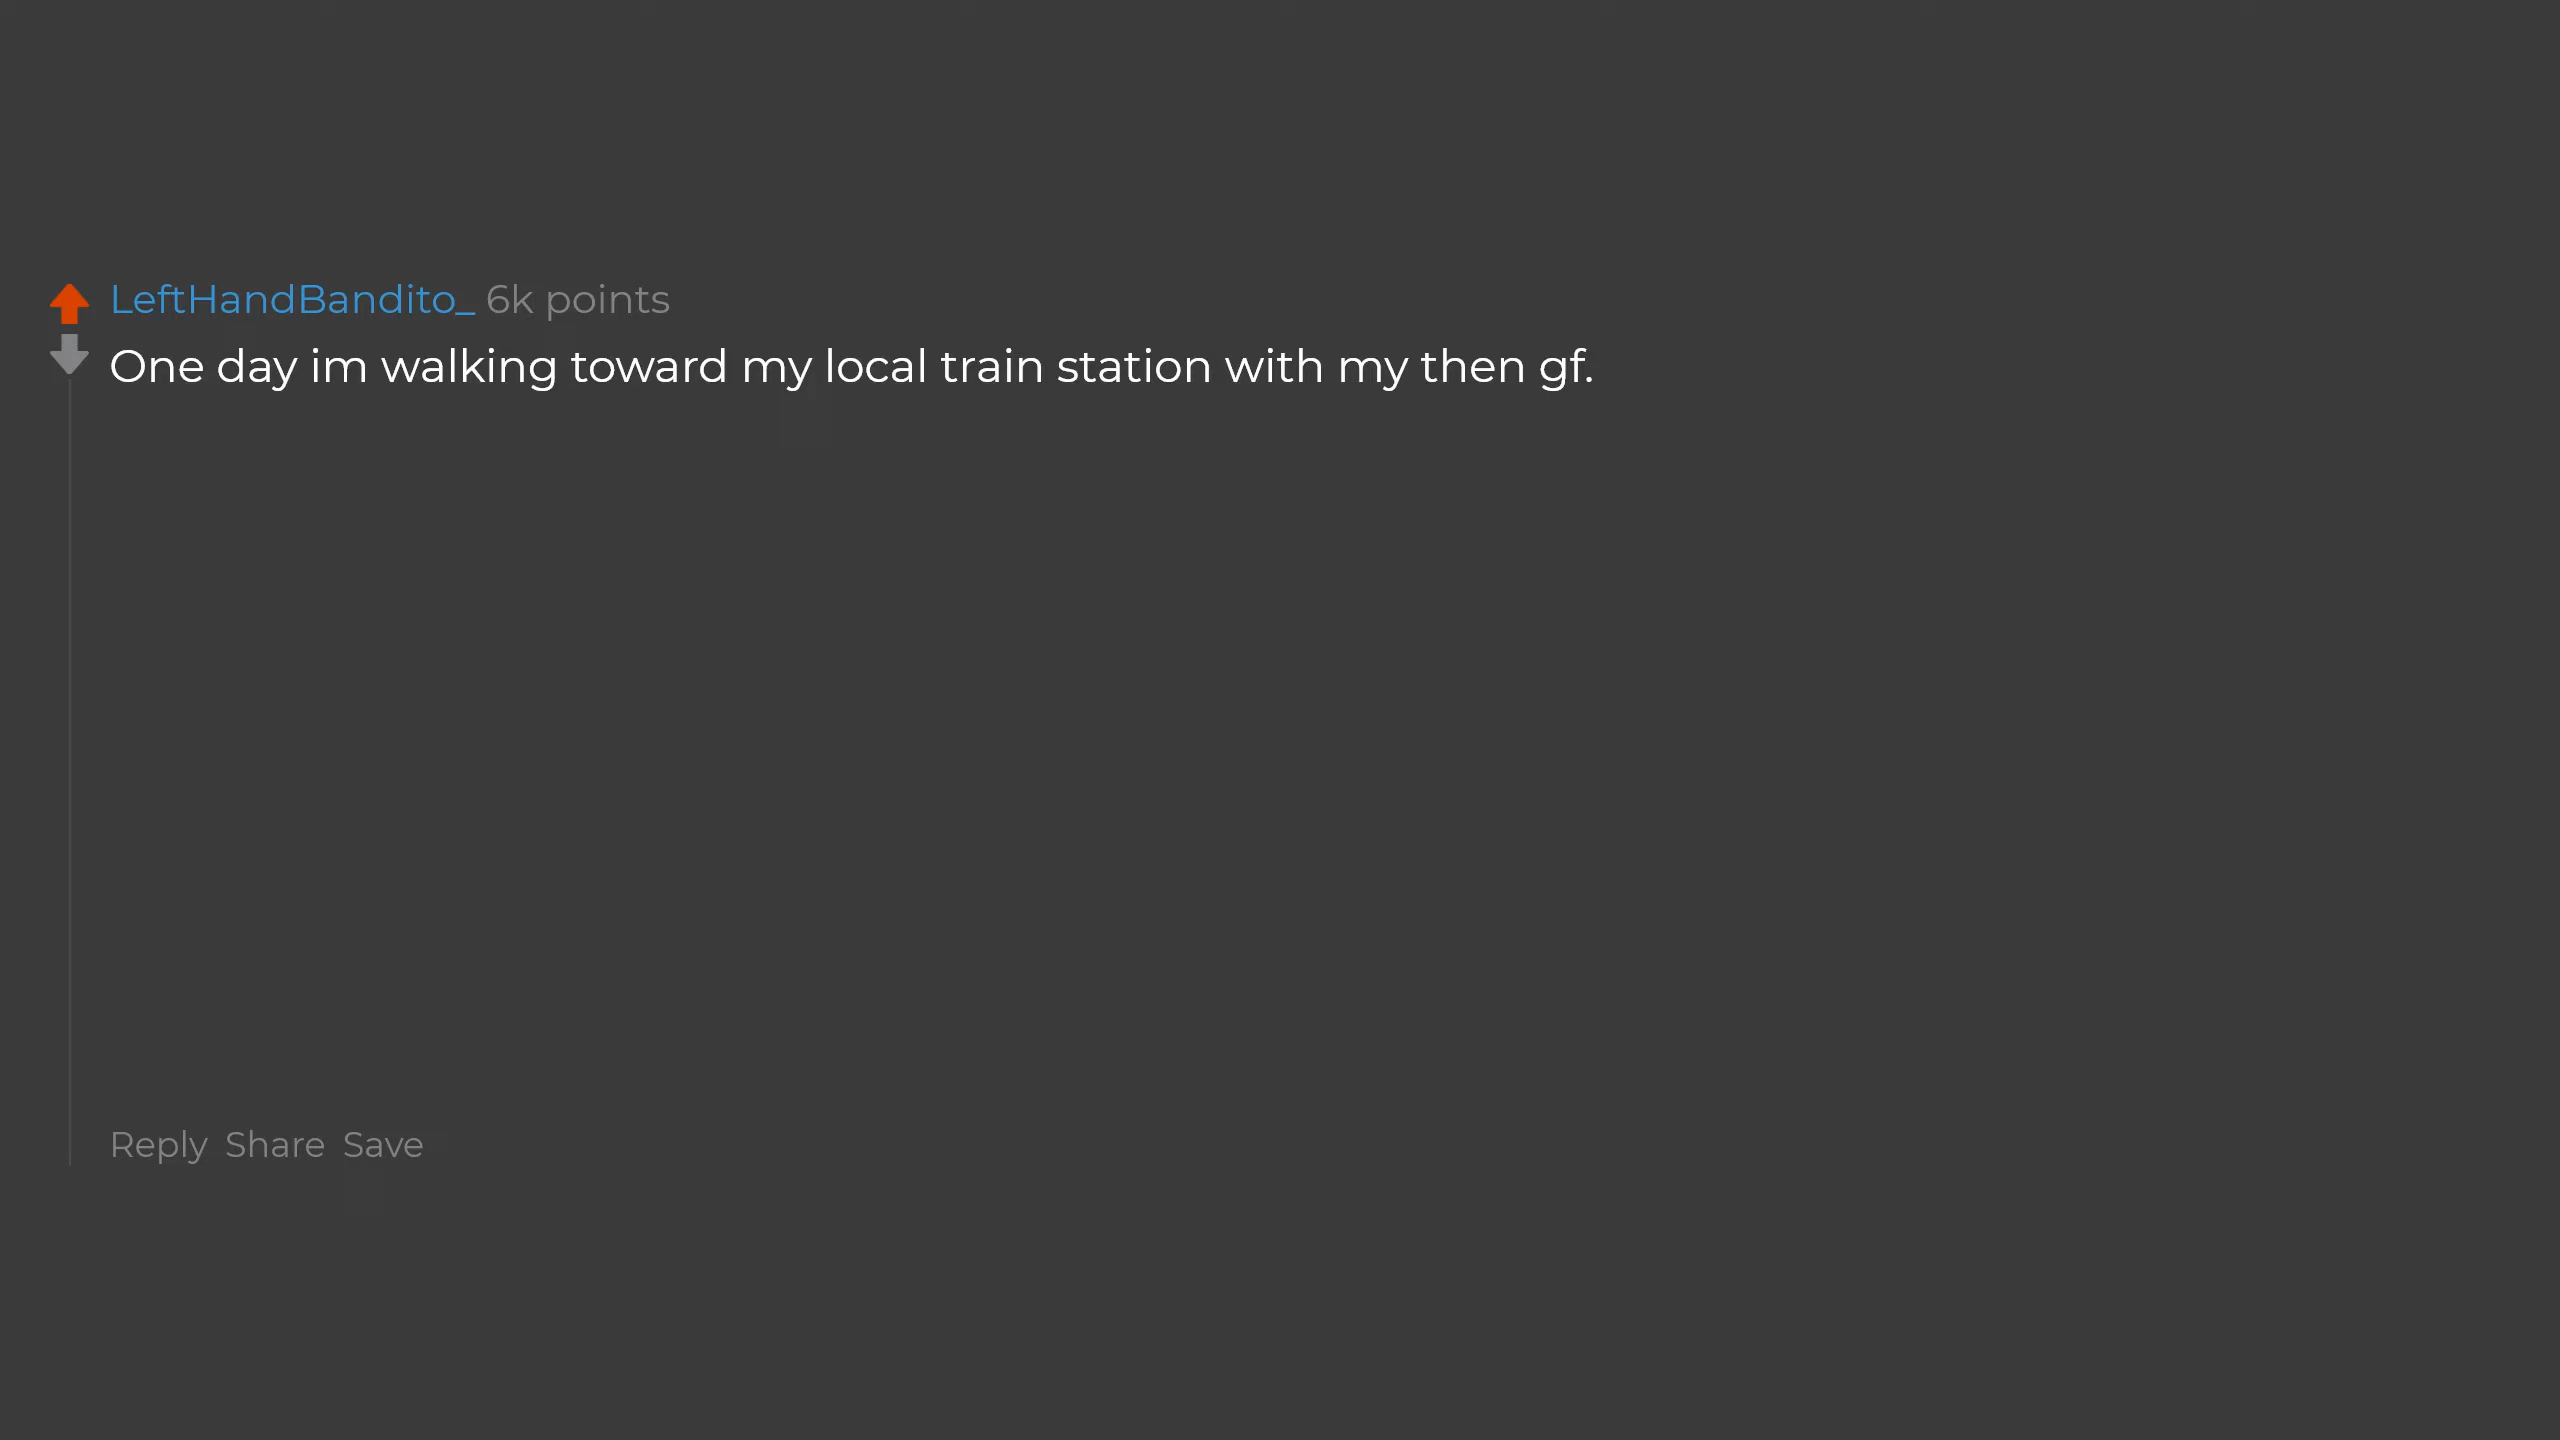 LeftHandBandito_ 6k points
One day im walking toward my local train station with my then gf.
Reply Share Save